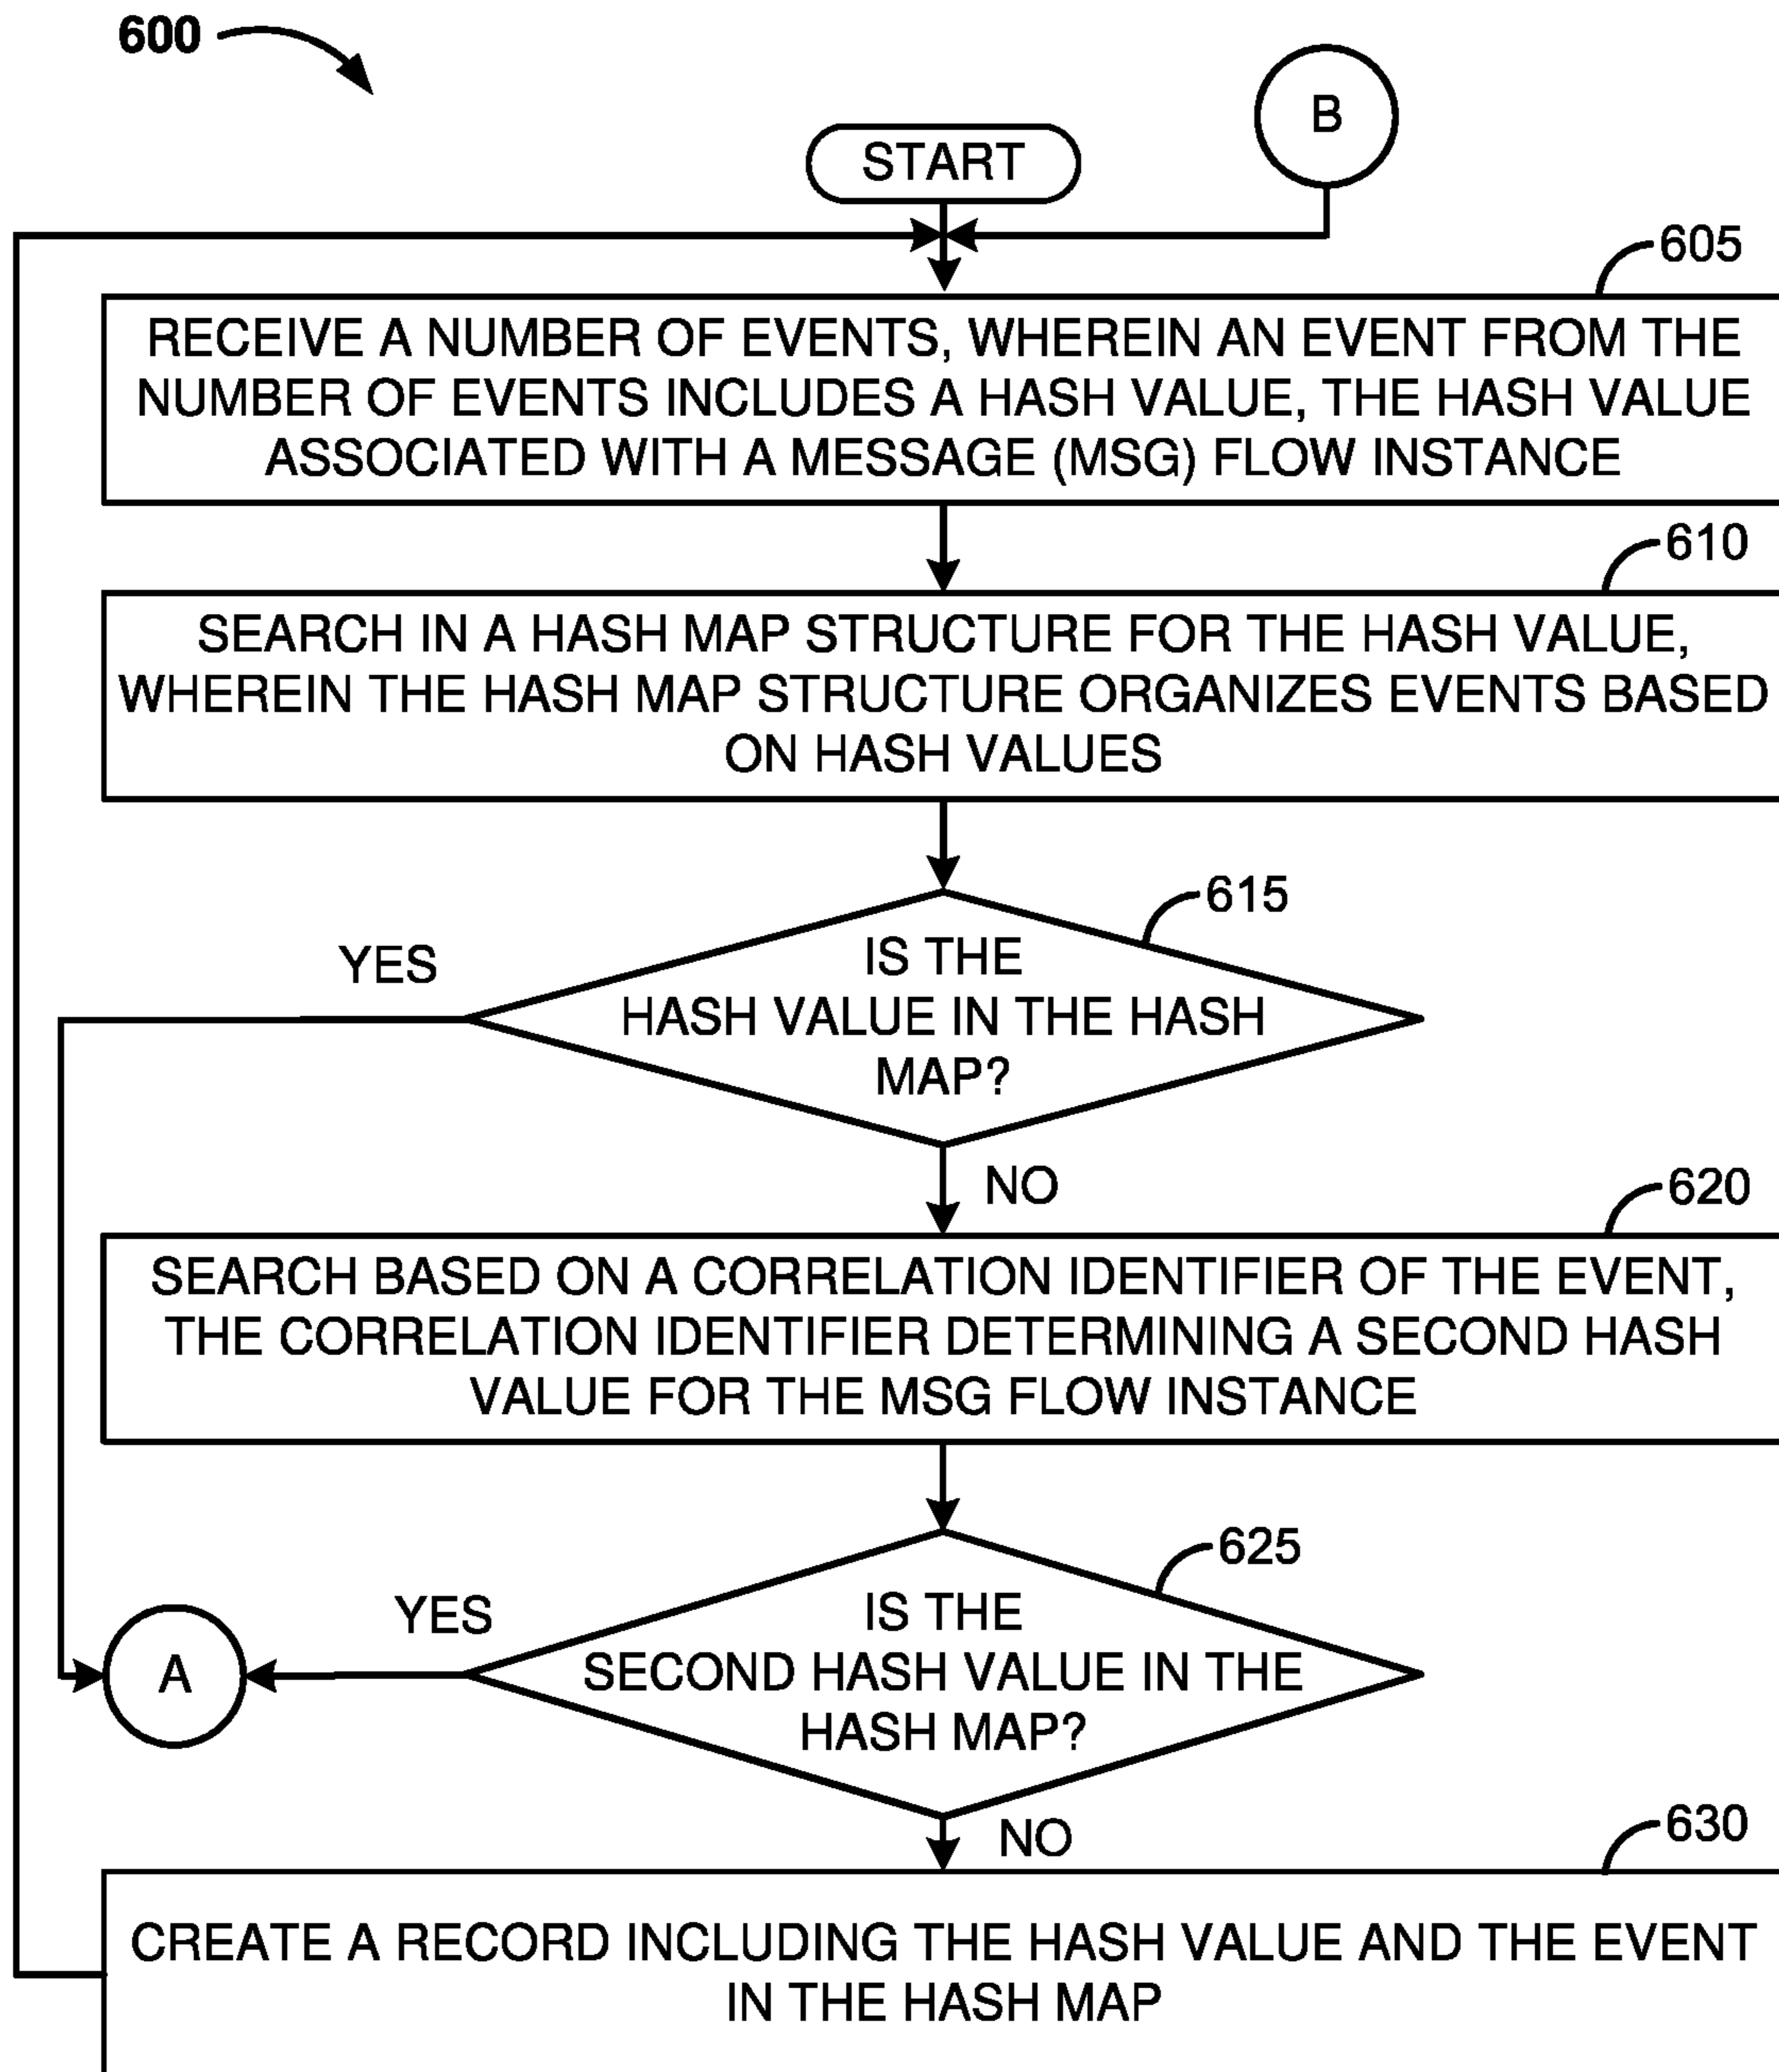 600
B
START
605
RECEIVE A NUMBER OF EVENTS, WHEREIN AN EVENT FROM THE
NUMBER OF EVENTS INCLUDES A HASH VALUE, THE HASH VALUE
ASSOCIATED WITH A MESSAGE (MSG) FLOW INSTANCE
610
SEARCH IN A HASH MAP STRUCTURE FOR THE HASH VALUE,
WHEREIN THE HASH MAP STRUCTURE ORGANIZES EVENTS BASED
ON HASH VALUES
615
YES
IS THE
HASH VALUE IN THE HASH
MAP?
NO
620
SEARCH BASED ON A CORRELATION IDENTIFIER OF THE EVENT,
THE CORRELATION IDENTIFIER DETERMINING A SECOND HASH
VALUE FOR THE MSG FLOW INSTANCE
625
YES
IS THE
SECOND HASH VALUE IN THE
HASH MAP?
A
NO
630
CREATE A RECORD INCLUDING THE HASH VALUE AND THE EVENT
IN THE HASH MAP